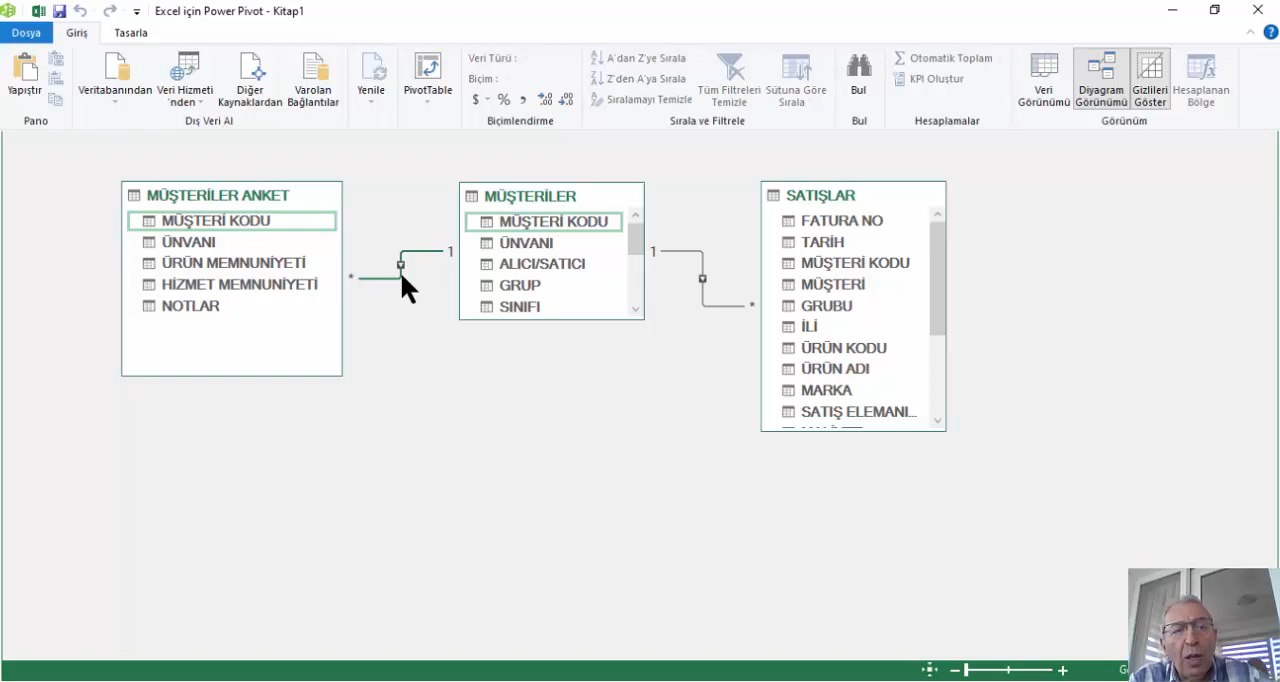 Excel için Power Pivot - Kitap1
Dosya
Giriş
Tasarla
Yapıştır
Pano
Veritabanından
Veri Hizmeti
'nden
Diğer
Kaynaklardan
Varolan
Bağlantılar
Dış Veri Al
Yenile
PivotTable
Veri Türü :
Biçim :
$ % ,
Biçimlendirme
A'dan Z'ye Sırala
Z'den A'ya Sırala
Sıralamayı Temizle
Tüm Filtreleri
Temizle
Sütuna Göre
Sırala
Sırala ve Filtrele
Bul
Bul
Otomatik Toplam
KPI Oluştur
Hesaplamalar
Veri
Görünümü
Diyagram
Görünümü
Gizlileri
Göster
Hesaplanan
Bölge
Görünüm
MÜŞTERİLER ANKET
MÜŞTERİ KODU
ÜNVANI
ÜRÜN MEMNUNİYETİ
HİZMET MEMNUNİYETİ
NOTLAR
*
1
MÜŞTERİLER
MÜŞTERİ KODU
ÜNVANI
ALICI/SATICI
GRUP
SINIFI
1
*
SATIŞLAR
FATURA NO
TARİH
MÜŞTERİ KODU
MÜŞTERİ
GRUBU
İLİ
ÜRÜN KODU
ÜRÜN ADI
MARKA
SATIŞ ELEMANI...